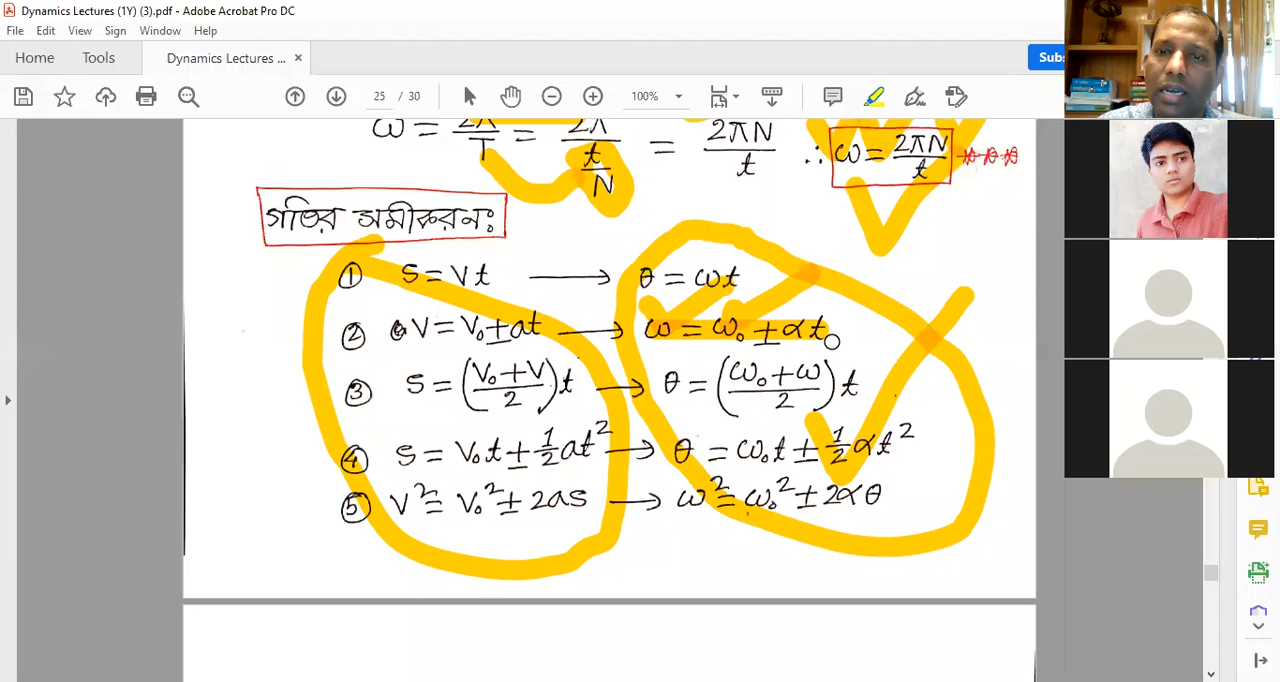 Dynamics Lectures (1Y) (3).pdf - Adobe Acrobat Pro DC
File Edit View Sign Window Help
Home Tools Dynamics Lectures ... ×
25 / 30 100%
ω = 2π/T = 2π/(t/N) = 2πN/t ∴ ω = 2πN/t ***
গতির সমীকরনঃ
① S = Vt → θ = ωt
② V = V₀ ± at → ω = ω₀ ± αt
③ S = ((V₀ + V)/2)t → θ = ((ω₀ + ω)/2)t
④ S = V₀t ± ½at² → θ = ω₀t ± ½αt²
⑤ V² = V₀² ± 2as → ω² = ω₀² ± 2αθ